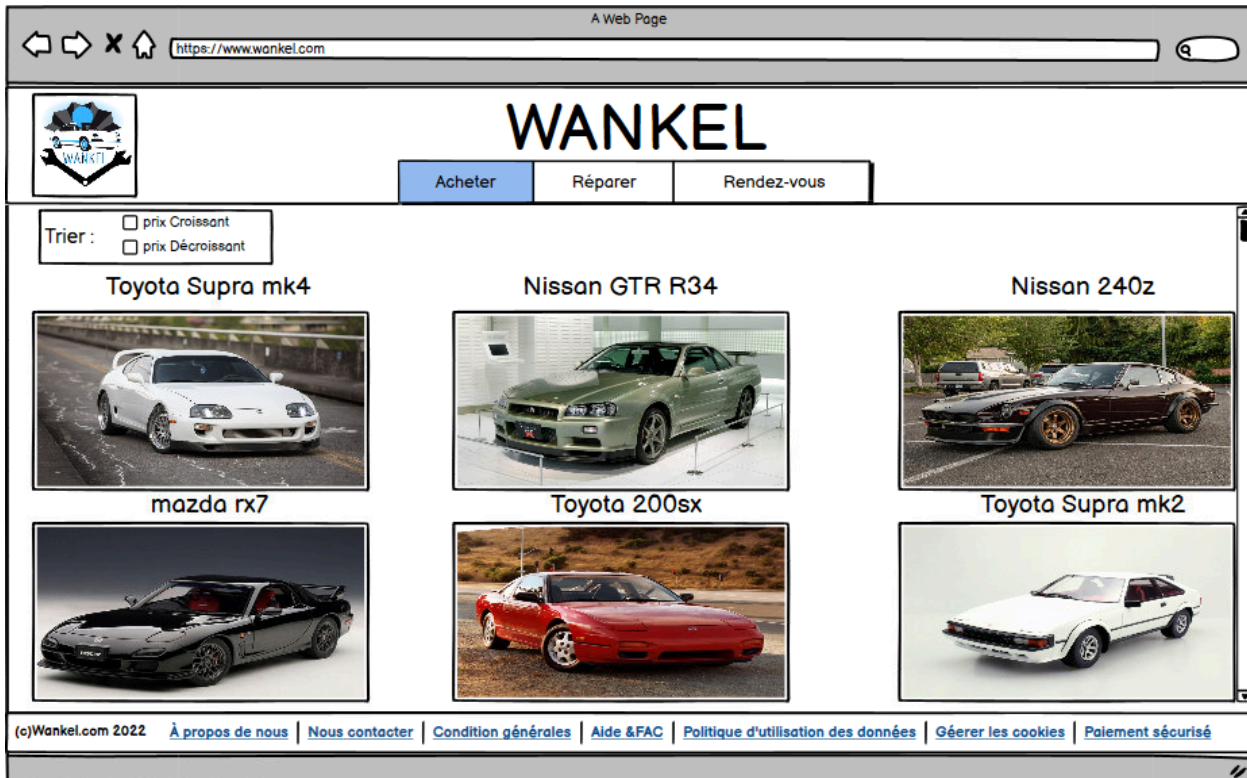 A Web Page
https://www.wankel.com
WANKEL
WANKEL
Acheter Réparer Rendez-vous
Trier :
prix Croissant
prix Décroissant
Toyota Supra mk4 Nissan GTR R34 Nissan 240z
mazda rx7 Toyota 200sx Toyota Supra mk2
(c)Wankel.com 2022 À propos de nous Nous contacter Condition générales Aide &FAC Politique d'utilisation des données Géerer les cookies Paiement sécurisé